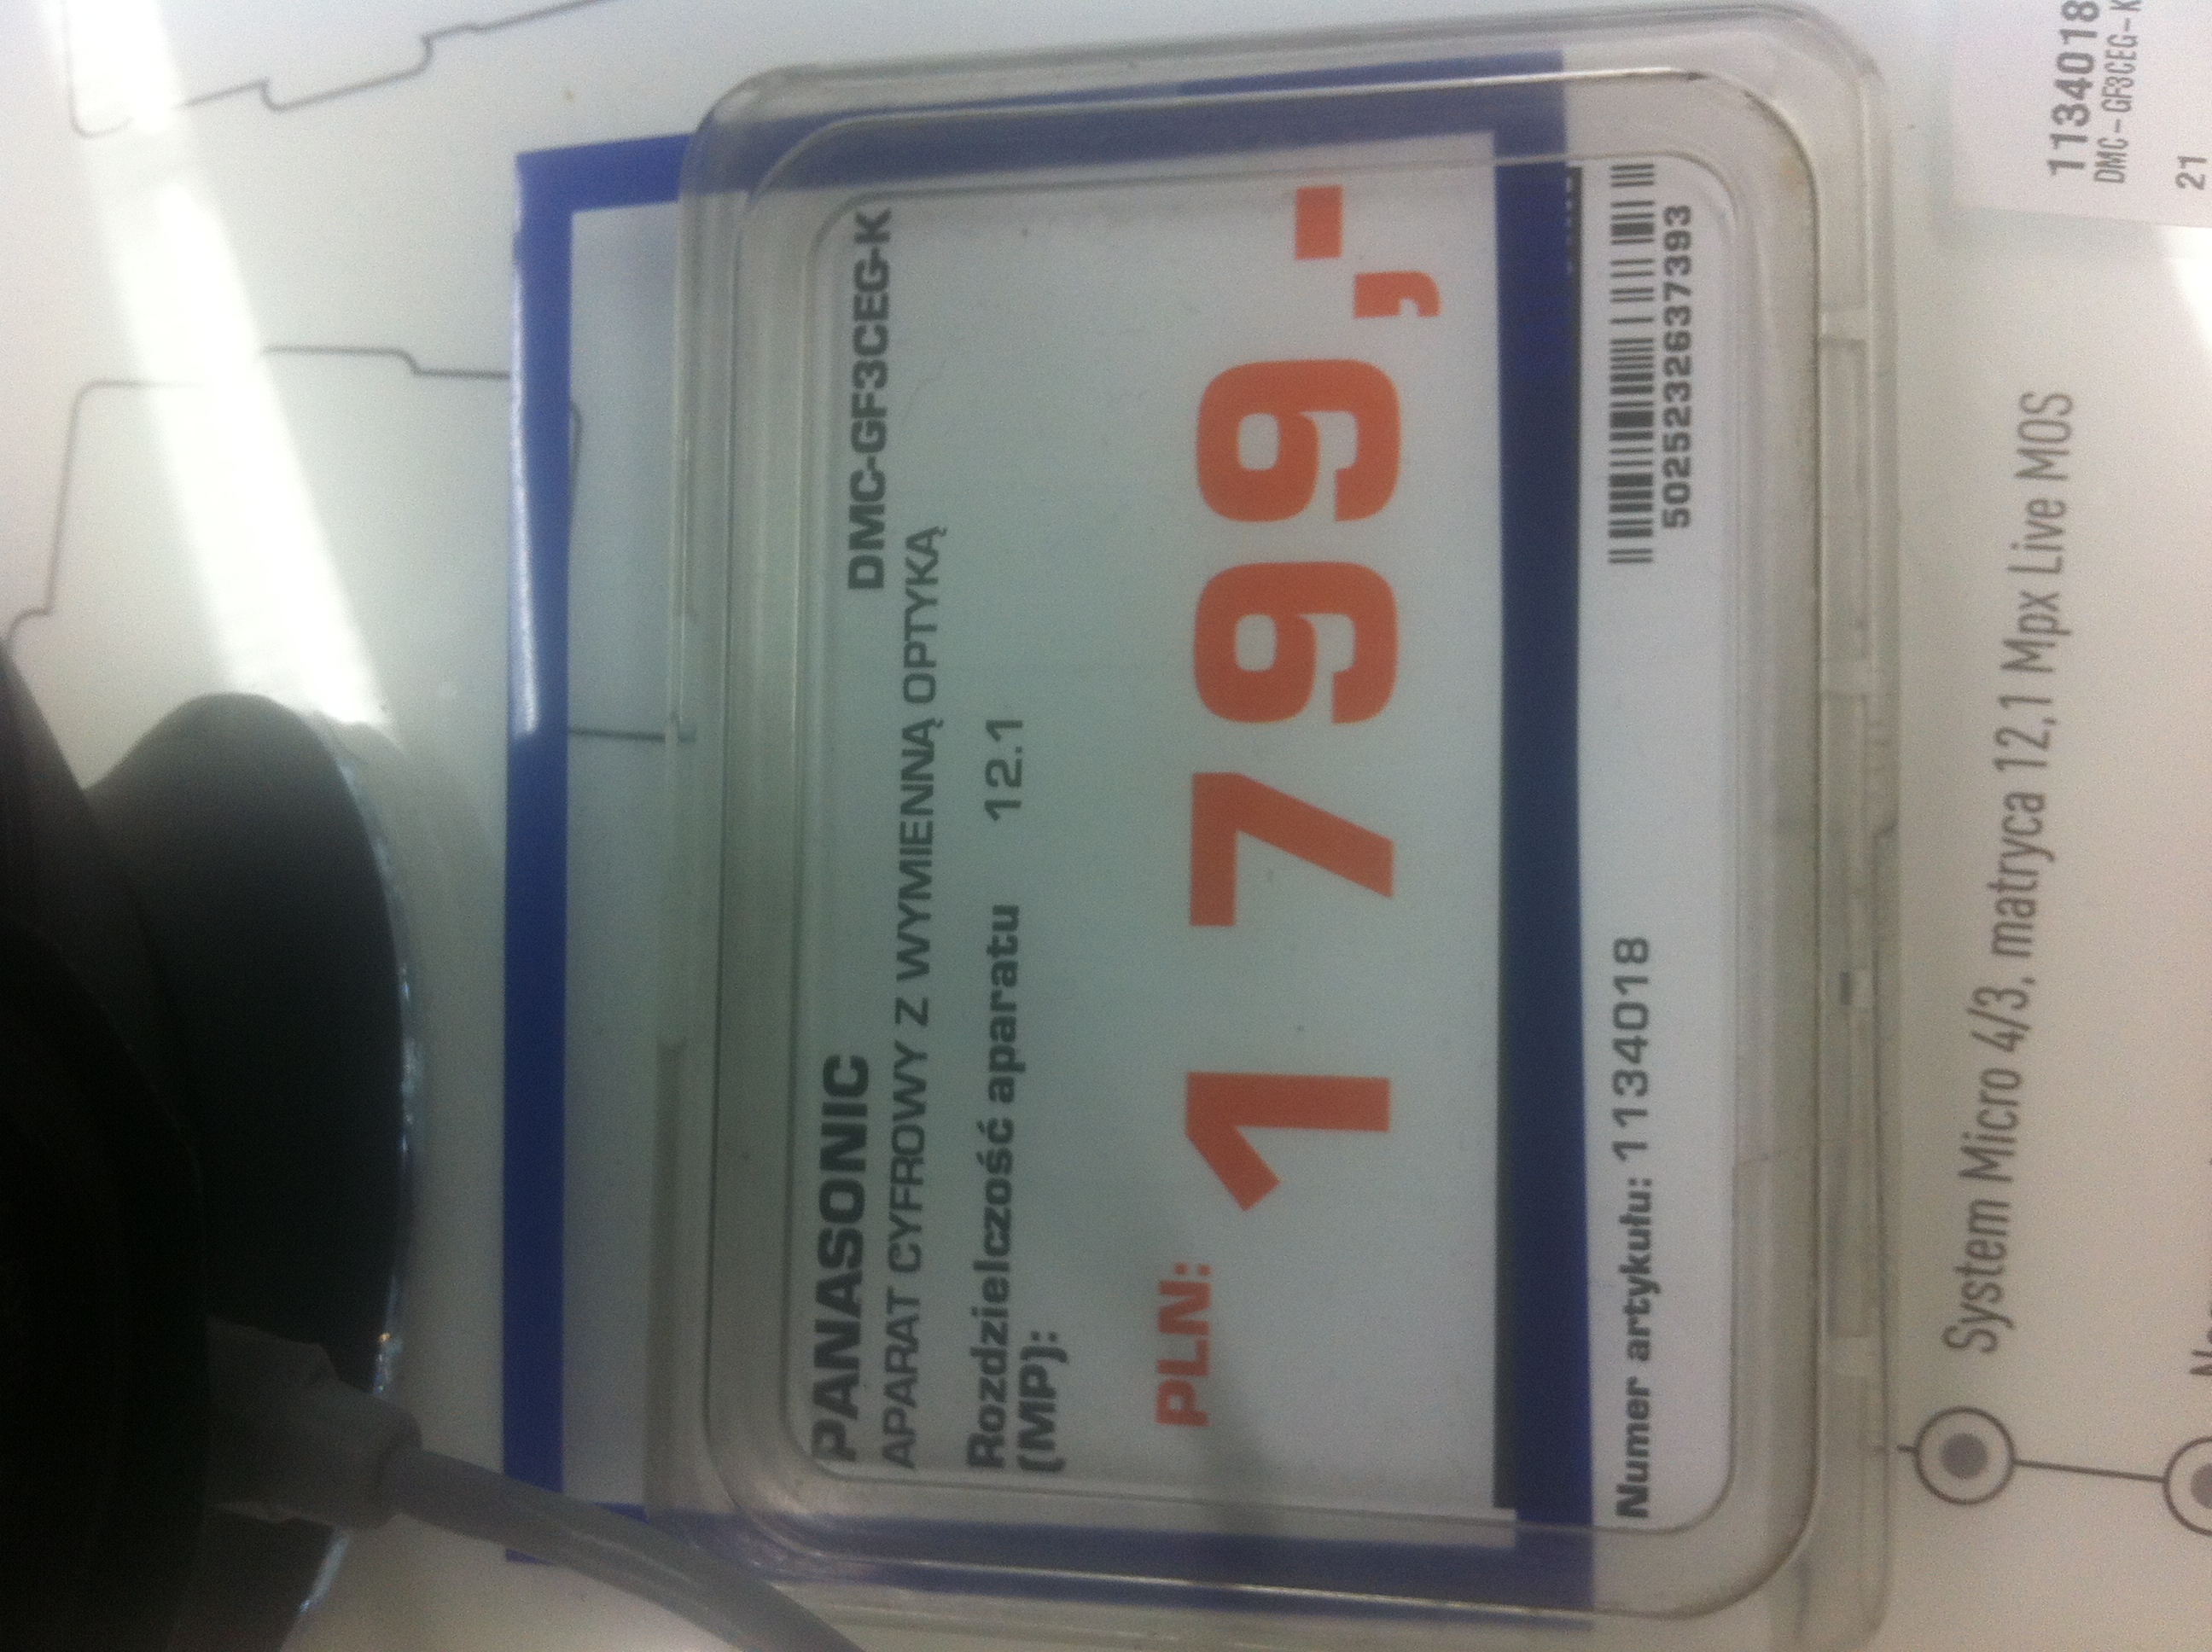 PANASONIC DMC-GF3CEG-K
APARAT CYFROWY Z WYMIENNĄ OPTYKĄ
Rozdzielczość aparatu 12.1
(MP):
PLN: 1 799,-
Numer artykułu: 1134018
5025232637393
1134018
DMC-GF3CEG-K
21
System Micro 4/3, matryca 12,1 Mpx Live MOS